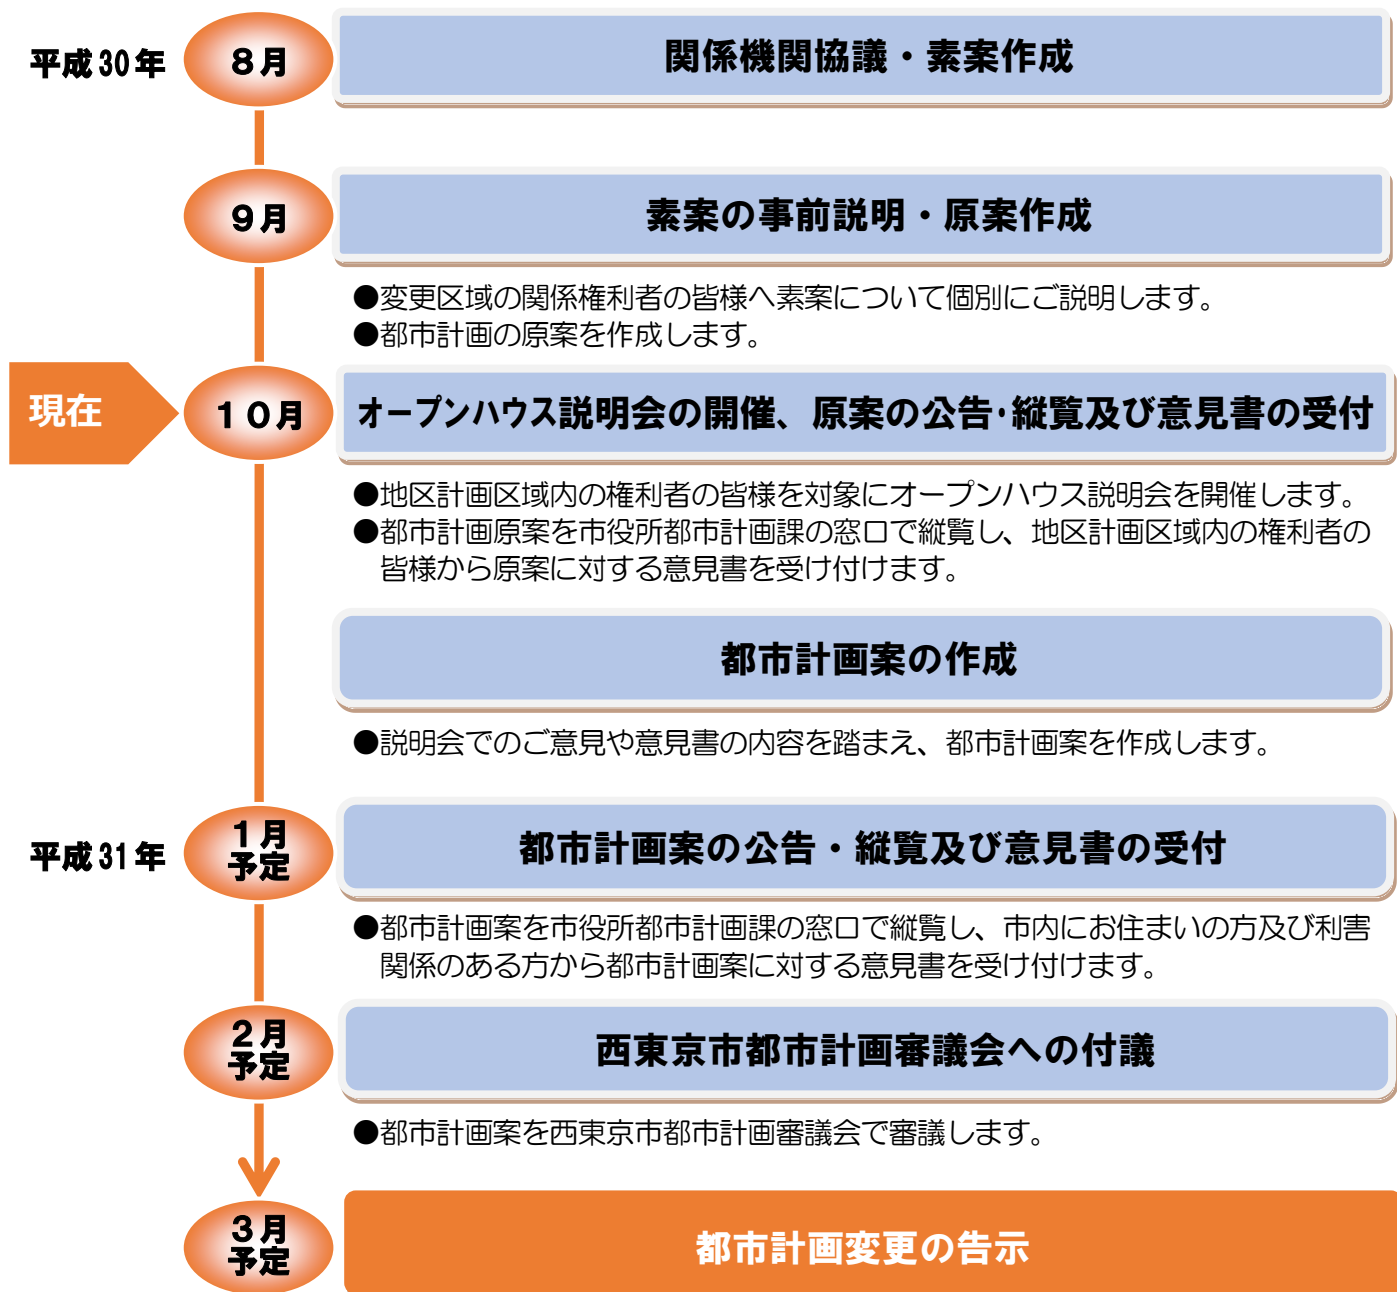 平成30年
8月
関係機関協議・素案作成
9月
素案の事前説明・原案作成
●変更区域の関係権利者の皆様へ素案について個別にご説明します。
●都市計画の原案を作成します。
現在
10月
オープンハウス説明会の開催、原案の公告・縦覧及び意見書の受付
●地区計画区域内の権利者の皆様を対象にオープンハウス説明会を開催します。
●都市計画原案を市役所都市計画課の窓口で縦覧し、地区計画区域内の権利者の
皆様から原案に対する意見書を受け付けます。
都市計画案の作成
●説明会でのご意見や意見書の内容を踏まえ、都市計画案を作成します。
平成31年
1月
予定
都市計画案の公告・縦覧及び意見書の受付
●都市計画案を市役所都市計画課の窓口で縦覧し、市内にお住まいの方及び利害
関係のある方から都市計画案に対する意見書を受け付けます。
2月
予定
西東京市都市計画審議会への付議
●都市計画案を西東京市都市計画審議会で審議します。
3月
予定
都市計画変更の告示